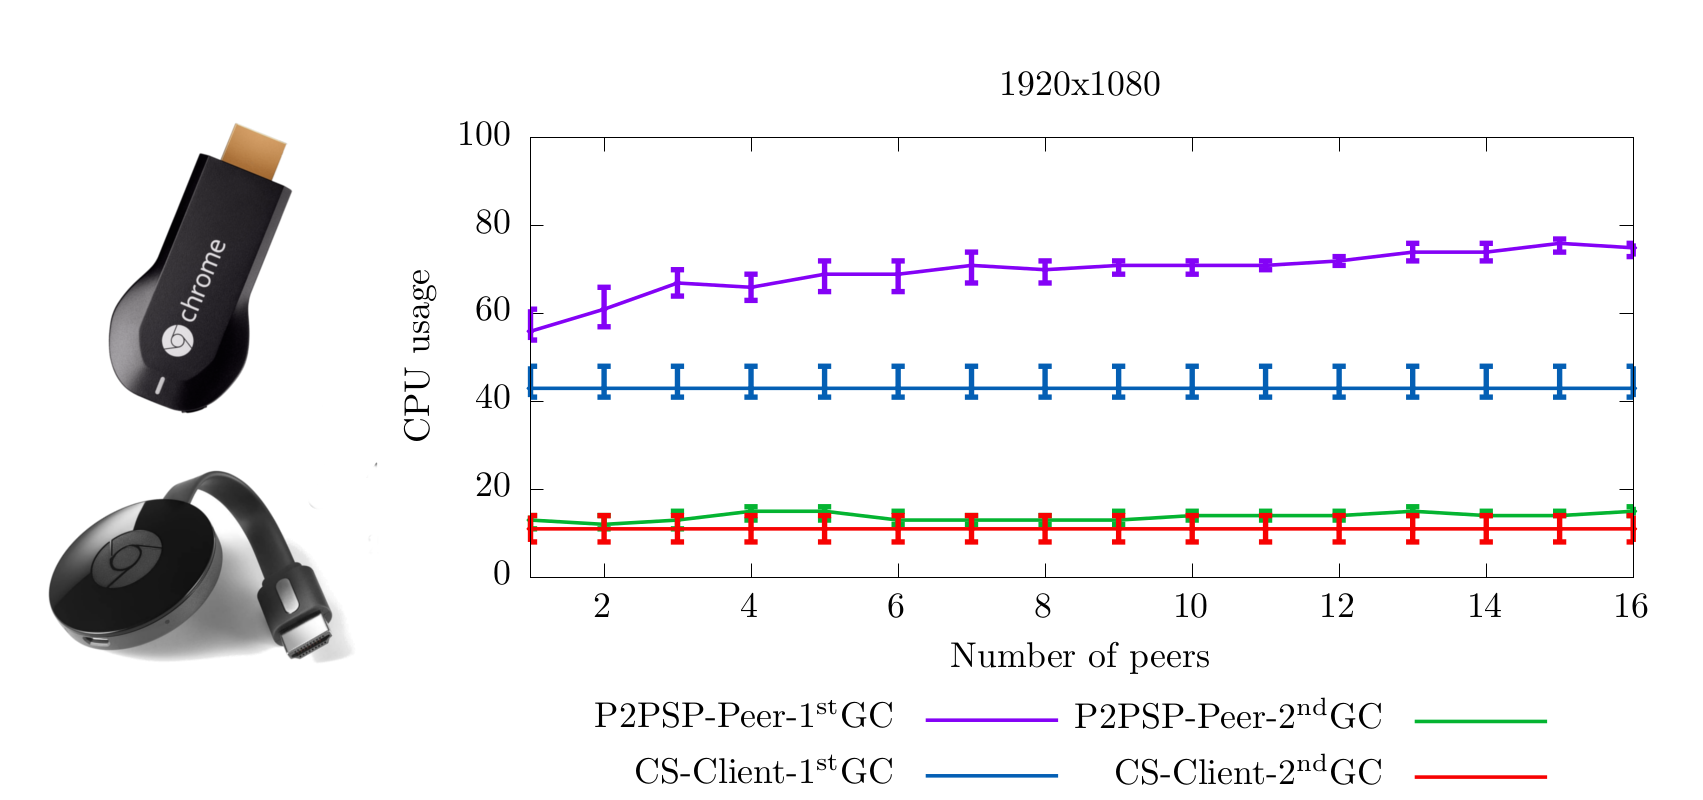 1920x1080
100
80
60
40
20
0
CPU usage
2 4 6 8 10 12 14 16
Number of peers
P2PSP-Peer-1stGC P2PSP-Peer-2ndGC
CS-Client-1stGC CS-Client-2ndGC
chrome